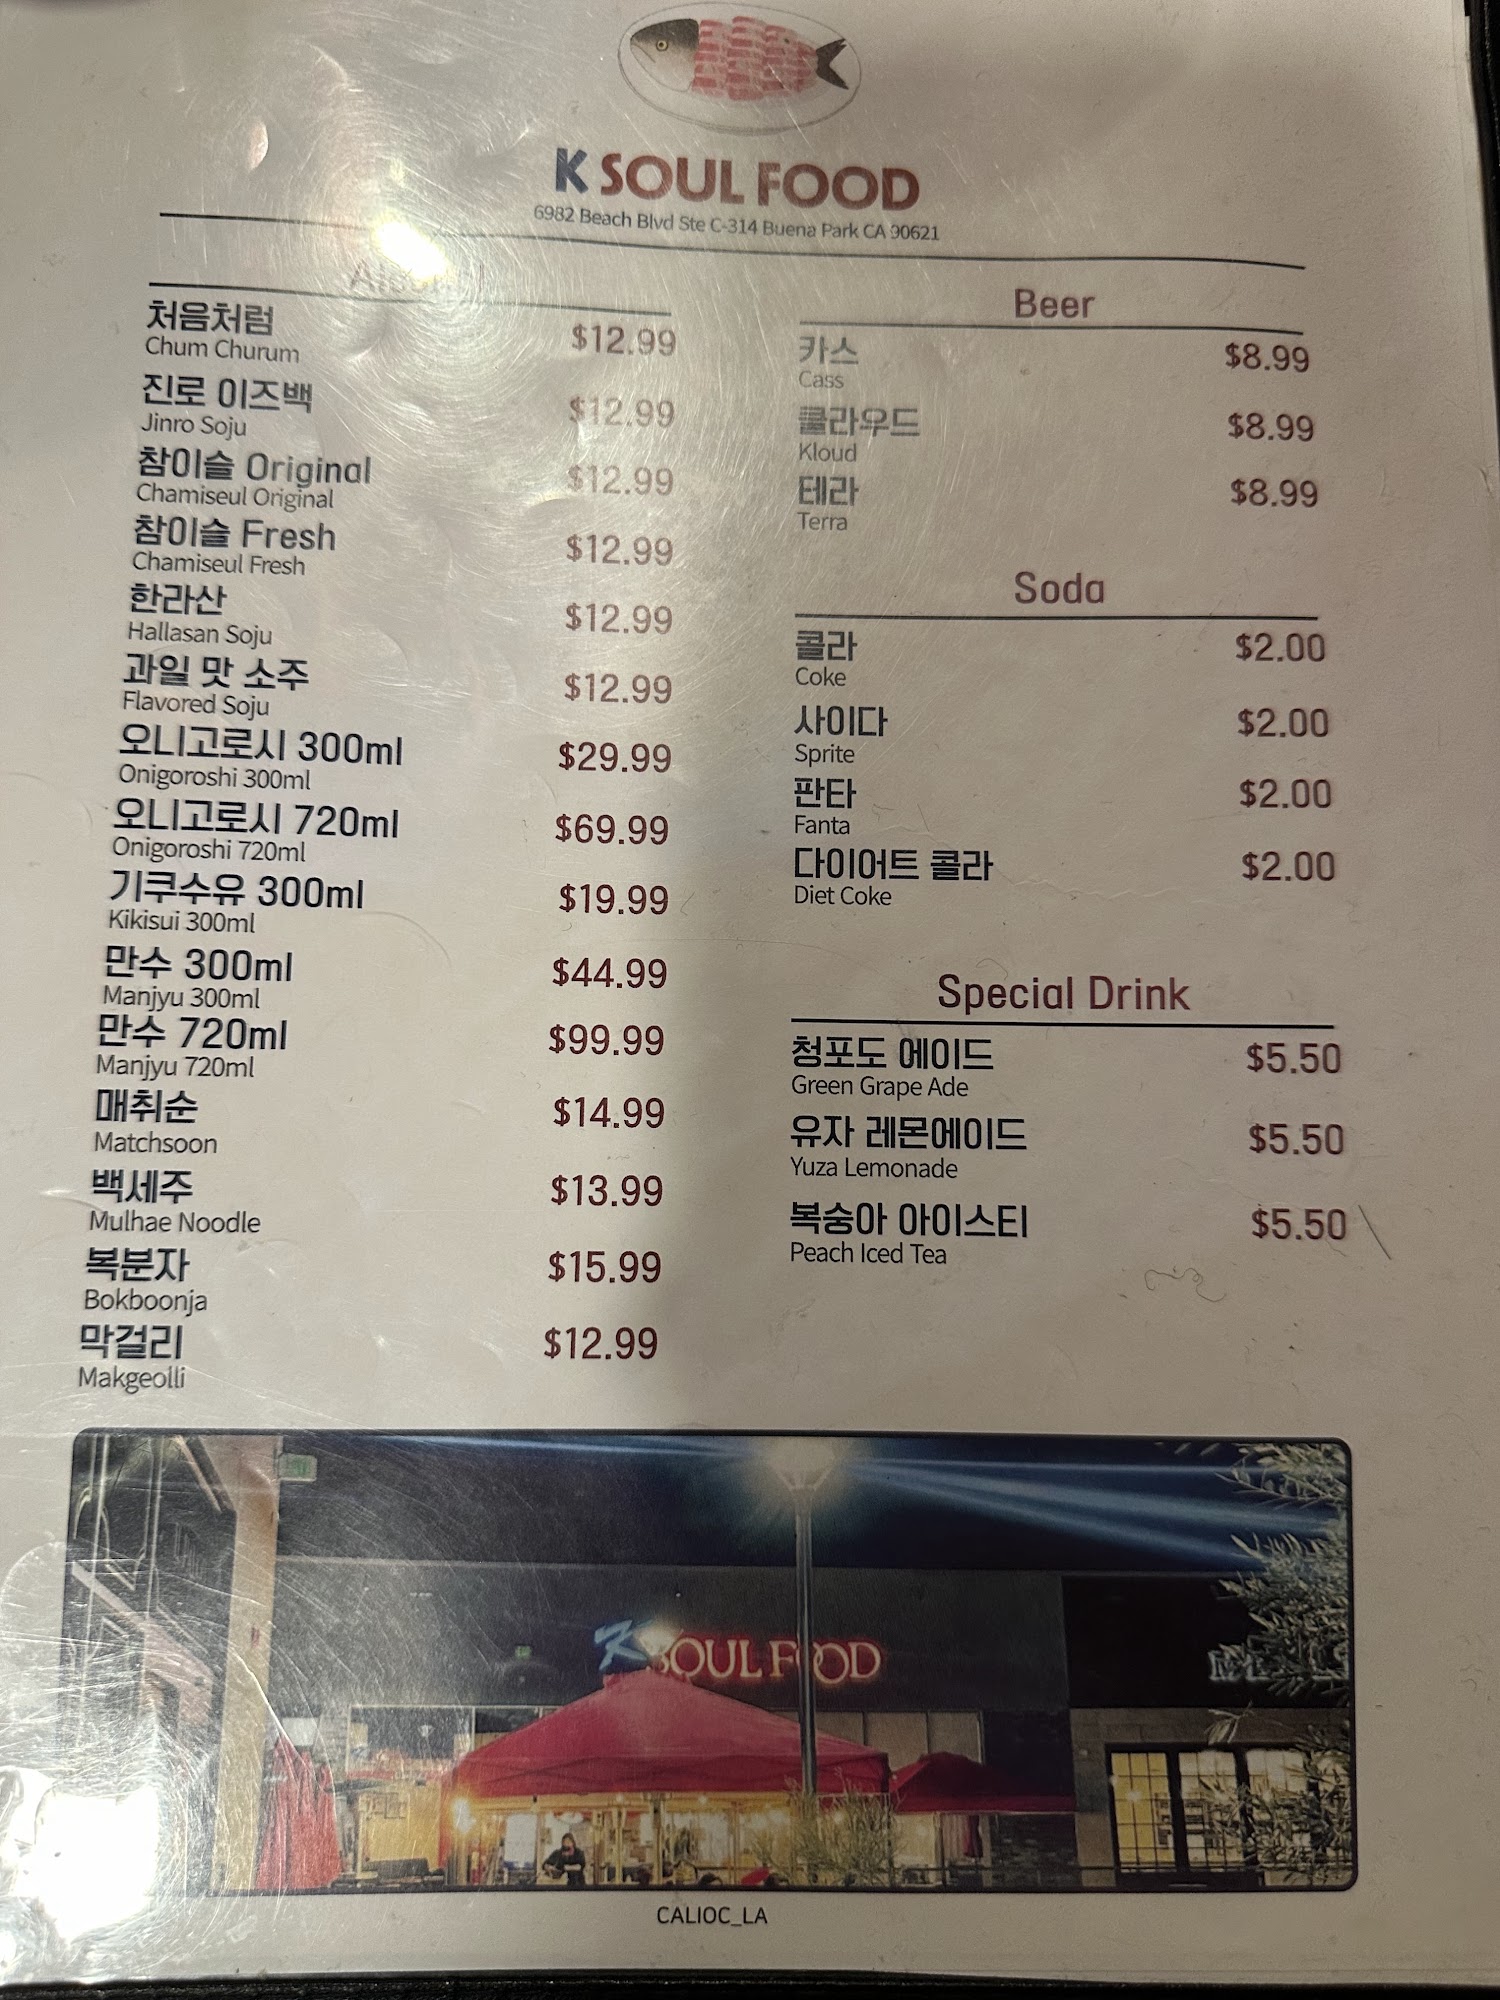 K SOUL FOOD
6982 Beach Blvd Ste C-314 Buena Park CA 90621
처음처럼 $12.99
Chum Churum
진로 이즈백 $12.99
Jinro Soju
참이슬 Original $12.99
Chamiseul Original
참이슬 Fresh $12.99
Chamiseul Fresh
한라산 $12.99
Hallasan Soju
과일 맛 소주 $12.99
Flavored Soju
오니고로시 300ml $29.99
Onigoroshi 300ml
오니고로시 720ml $69.99
Onigoroshi 720ml
기쿠수유 300ml $19.99
Kikisui 300ml
만수 300ml $44.99
Manjyu 300ml
만수 720ml $99.99
Manjyu 720ml
매취순 $14.99
Matchsoon
백세주 $13.99
Mulhae Noodle
복분자 $15.99
Bokboonja
막걸리 $12.99
Makgeolli
Beer
카스 $8.99
Cass
쿨라우드 $8.99
Kloud
테라 $8.99
Terra
Soda
콜라 $2.00
Coke
사이다 $2.00
Sprite
판타 $2.00
Fanta
다이어트 콜라 $2.00
Diet Coke
Special Drink
청포도 에이드 $5.50
Green Grape Ade
유자 레몬에이드 $5.50
Yuza Lemonade
복숭아 아이스티 $5.50
Peach Iced Tea
K SOUL FOOD
CALIOC_LA